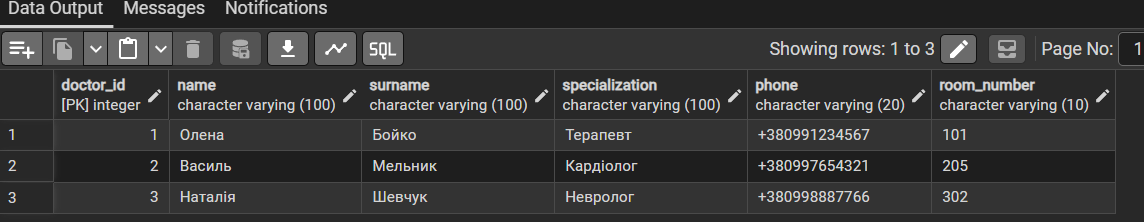 Data Output Messages Notifications
SQL Showing rows: 1 to 3 Page No: 1
doctor_id name surname specialization phone room_number
[PK] integer character varying (100) character varying (100) character varying (100) character varying (20) character varying (10)
1 1 Олена Бойко Терапевт +380991234567 101
2 2 Василь Мельник Кардіолог +380997654321 205
3 3 Наталія Шевчук Невролог +380998887766 302